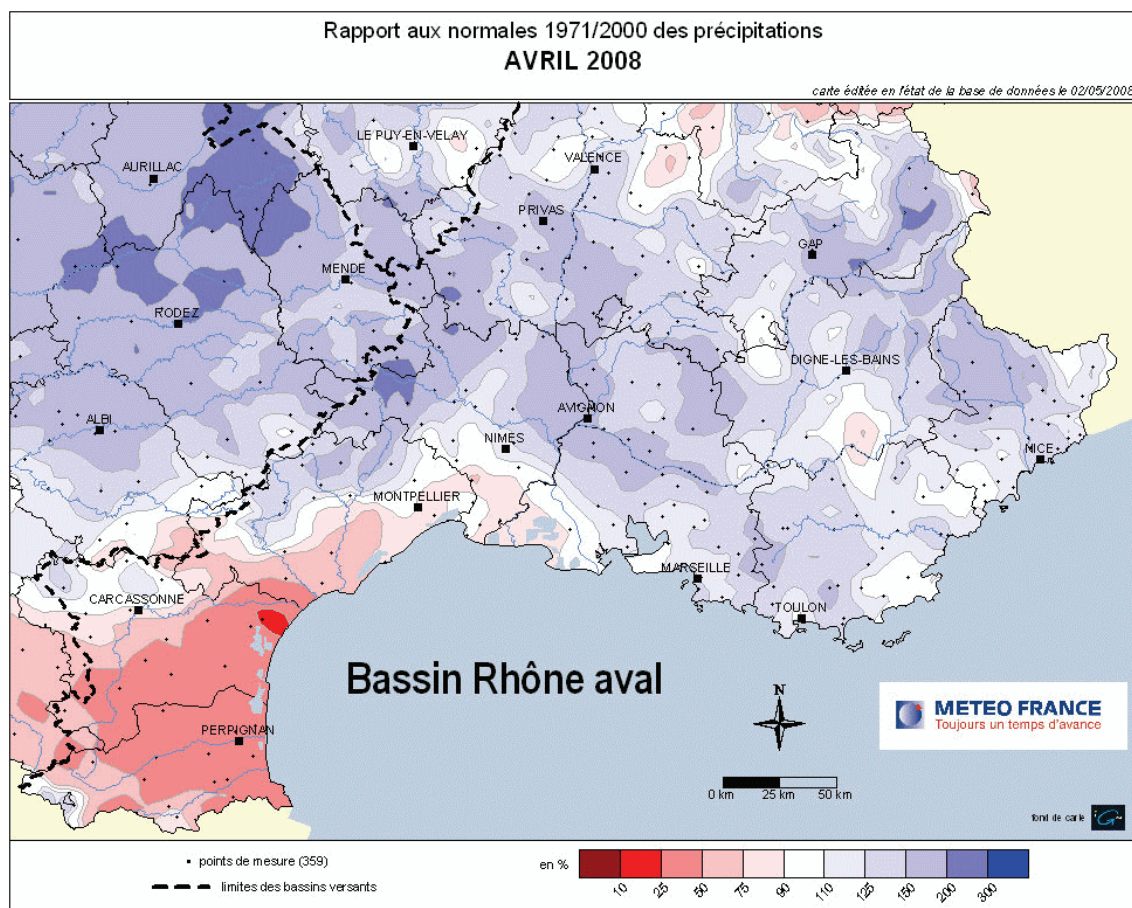 Rapport aux normales 1971/2000 des précipitations
AVRIL 2008
carte éditée en l'état de la base de données le 02/05/2008
LE PUY-EN-VELAY
AURILLAC
VALENCE
PRIVAS
GAP
MENDE
RODEZ
DIGNE-LES-BAINS
ALBI
AVIGNON
NIMES
NICE
MONTPELLIER
MARSEILLE
CARCASSONNE
TOULON
Bassin Rhône aval
N
METEO FRANCE
Toujours un temps d'avance
PERPIGNAN
0 km 25 km 50 km
fond de carte
points de mesure (359)
limites des bassins versants
en %
10 25 50 75 90 110 125 150 200 300